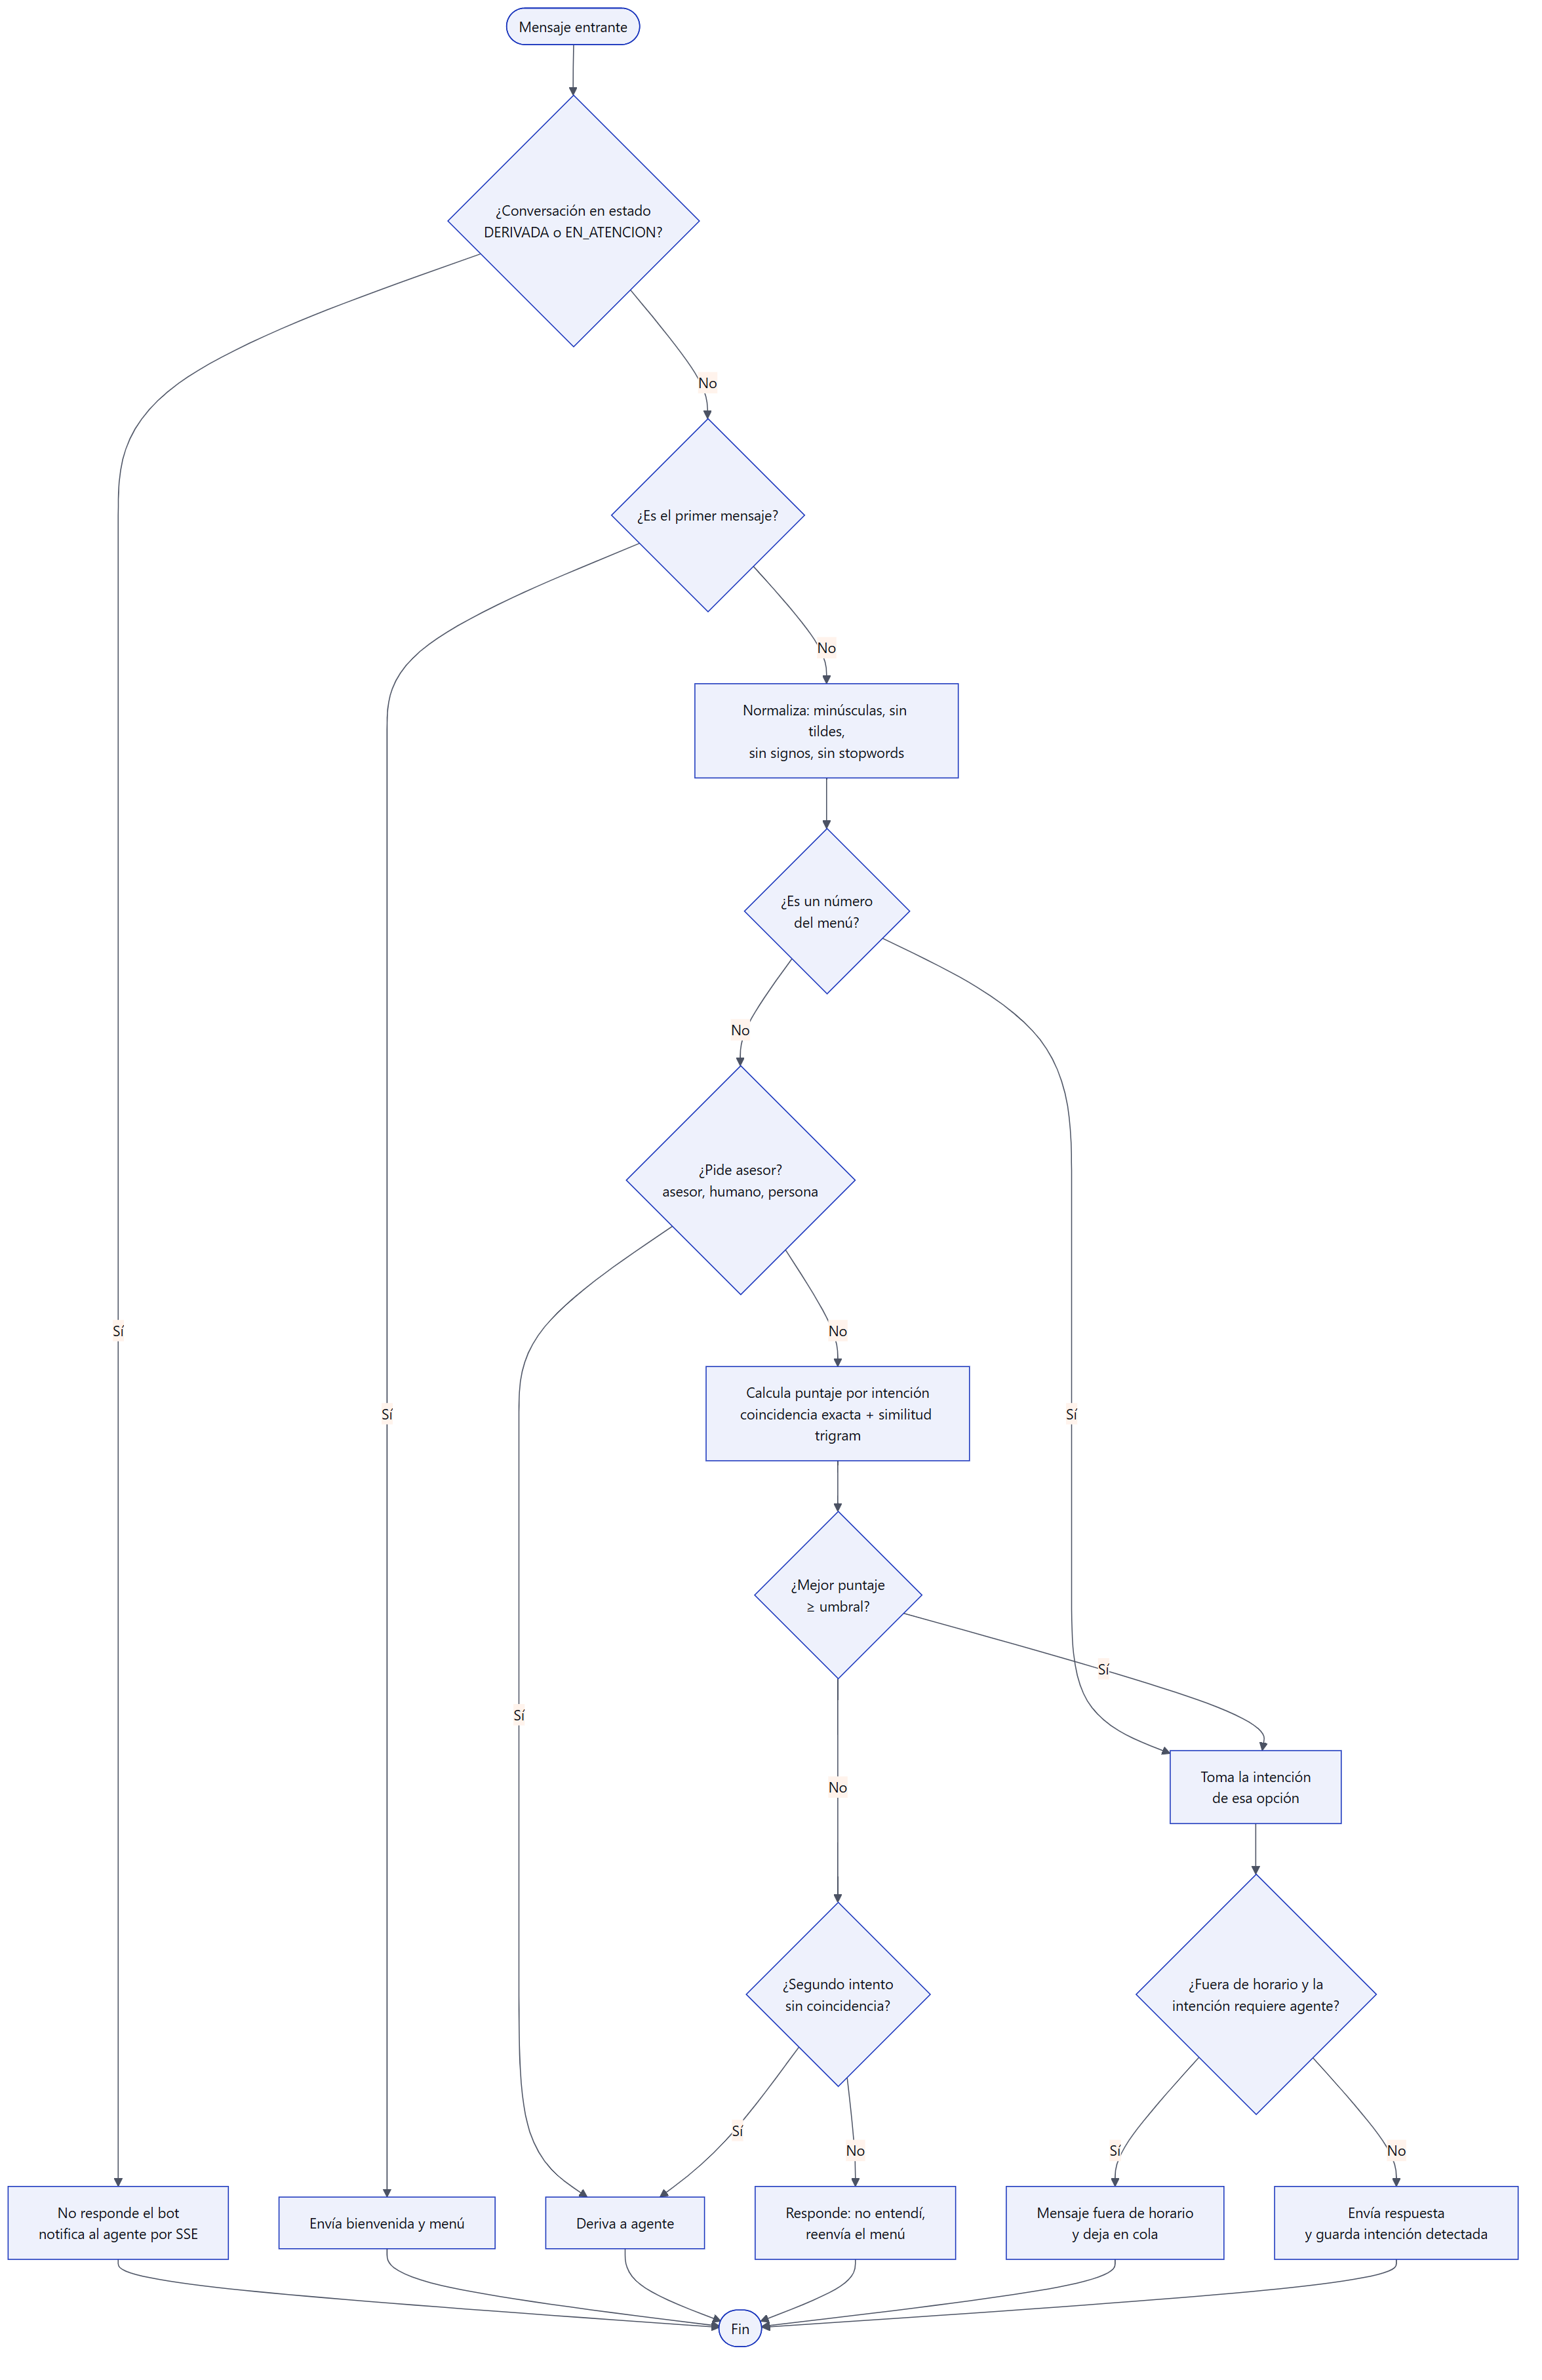 Mensaje entrante
¿Conversación en estado
DERIVADA o EN_ATENCION?
No
¿Es el primer mensaje?
No
Normaliza: minúsculas, sin
tildes,
sin signos, sin stopwords
¿Es un número
del menú?
No
¿Pide asesor?
asesor, humano, persona
Sí
No
Calcula puntaje por intención
coincidencia exacta + similitud
trigram
Sí
Sí
¿Mejor puntaje
≥ umbral?
Sí
Sí
No
Toma la intención
de esa opción
¿Segundo intento
sin coincidencia?
¿Fuera de horario y la
intención requiere agente?
Sí
No
Sí
No
No responde el bot
notifica al agente por SSE
Envía bienvenida y menú
Deriva a agente
Responde: no entendí,
reenvía el menú
Mensaje fuera de horario
y deja en cola
Envía respuesta
y guarda intención detectada
Fin